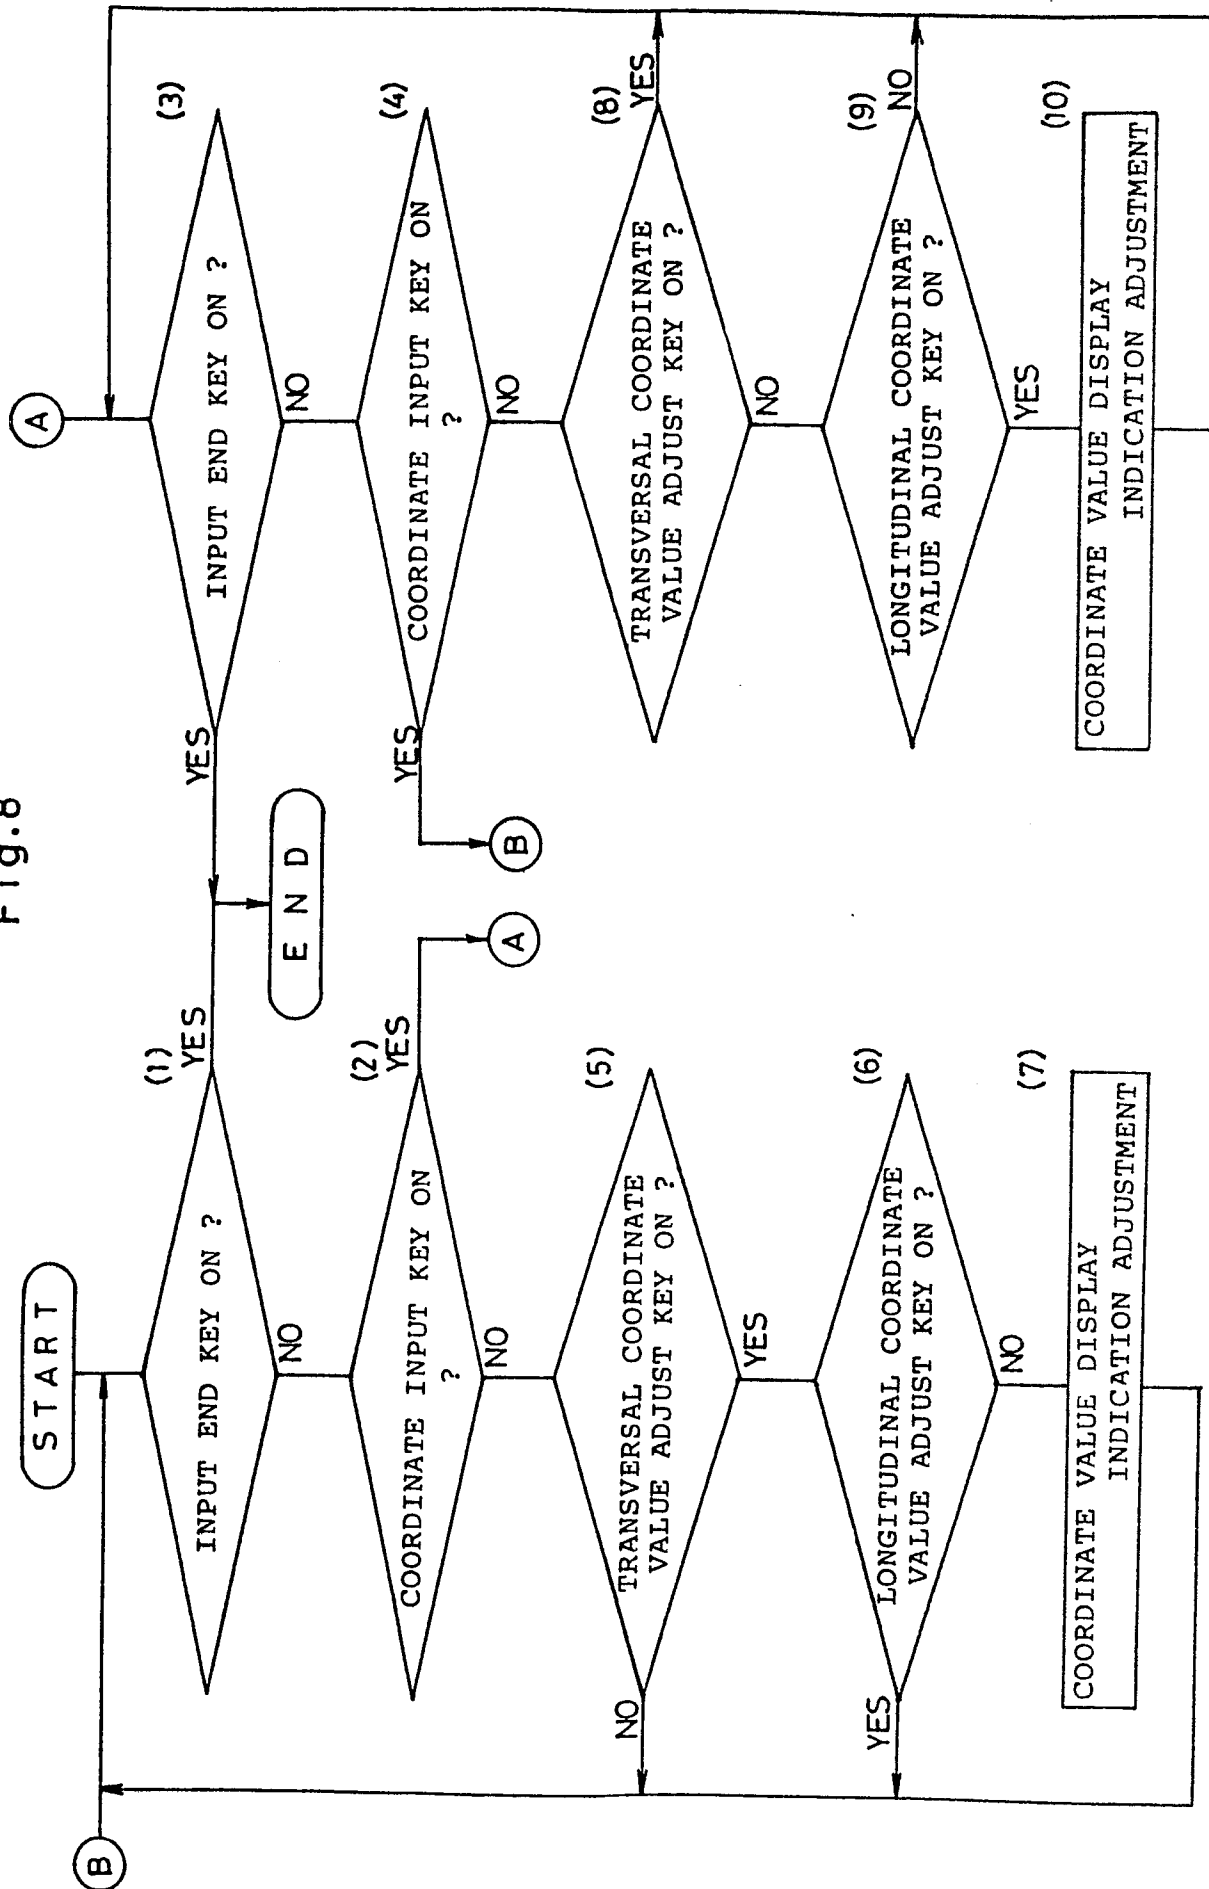 Fig.8
START
(1)
INPUT END KEY ON ?
YES
NO
END
(2)
COORDINATE INPUT KEY ON
?
YES
NO
A
(5)
TRANSVERSAL COORDINATE
VALUE ADJUST KEY ON ?
NO
YES
(6)
LONGITUDINAL COORDINATE
VALUE ADJUST KEY ON ?
YES
NO
(7)
COORDINATE VALUE DISPLAY
INDICATION ADJUSTMENT
B
A
(3)
INPUT END KEY ON ?
YES
NO
(4)
COORDINATE INPUT KEY ON
?
YES
NO
B
(8)
TRANSVERSAL COORDINATE
VALUE ADJUST KEY ON ?
YES
NO
(9)
LONGITUDINAL COORDINATE
VALUE ADJUST KEY ON ?
NO
YES
(10)
COORDINATE VALUE DISPLAY
INDICATION ADJUSTMENT